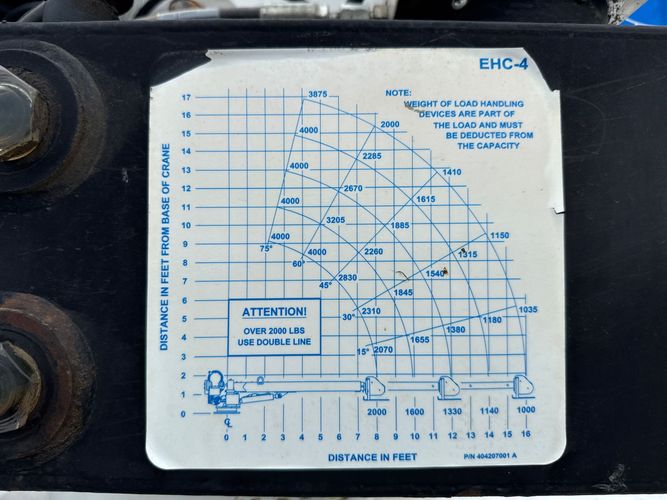 EHC-4
NOTE:
WEIGHT OF LOAD HANDLING
DEVICES ARE PART OF
THE LOAD AND MUST
BE DEDUCTED FROM
THE CAPACITY
DISTANCE IN FEET FROM BASE OF CRANE
17
16
15
14
13
12
11
10
9
8
7
6
5
4
3
2
1
0
3875
4000 2000
2285
4000 2670 1410
4000 3205 1885 1615
75° 4000 60° 4000 2260 1150
45° 2830 1540 1315
30° 2310 1845 1035
15° 2070 1655 1380 1180
ATTENTION!
OVER 2000 LBS
USE DOUBLE LINE
2000 1600 1330 1140 1000
0 1 2 3 4 5 6 7 8 9 10 11 12 13 14 15 16
DISTANCE IN FEET
P/N 404207001 A